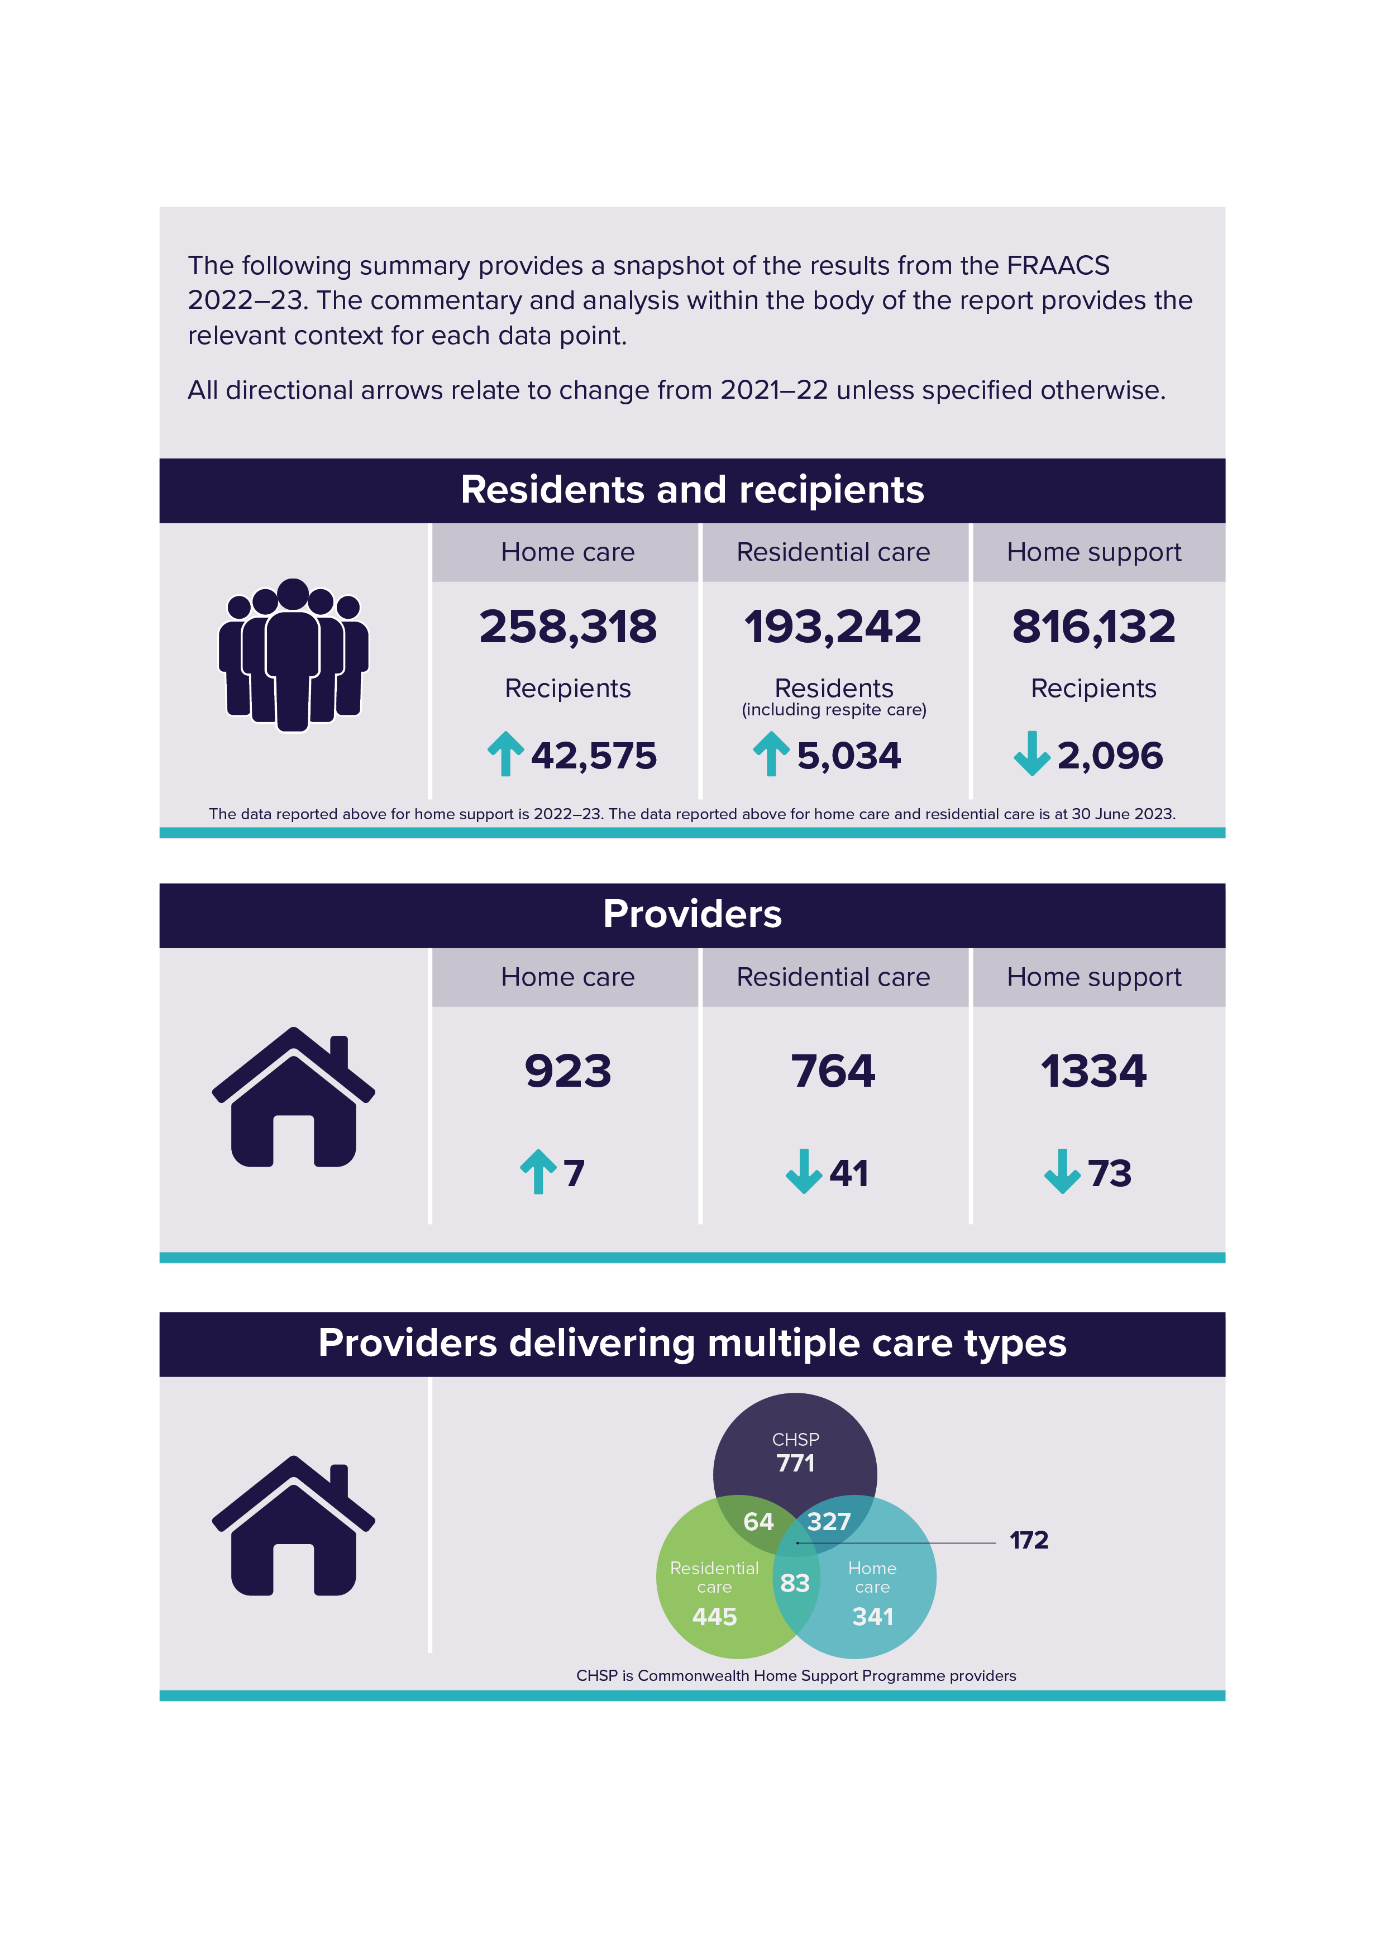 The following summary provides a snapshot of the results from the FRAACS
2022–23. The commentary and analysis within the body of the report provides the
relevant context for each data point.
All directional arrows relate to change from 2021–22 unless specified otherwise.
Residents and recipients
Home care
Residential care
Home support
258,318
193,242
816,132
Recipients
Residents
(including respite care)
Recipients
42,575
5,034
2,096
The data reported above for home support is 2022–23. The data reported above for home care and residential care is at 30 June 2023.
Providers
Home care
Residential care
Home support
923
764
1334
7
41
73
Providers delivering multiple care types
CHSP
771
64
327
172
Residential
care
445
83
Home
care
341
CHSP is Commonwealth Home Support Programme providers